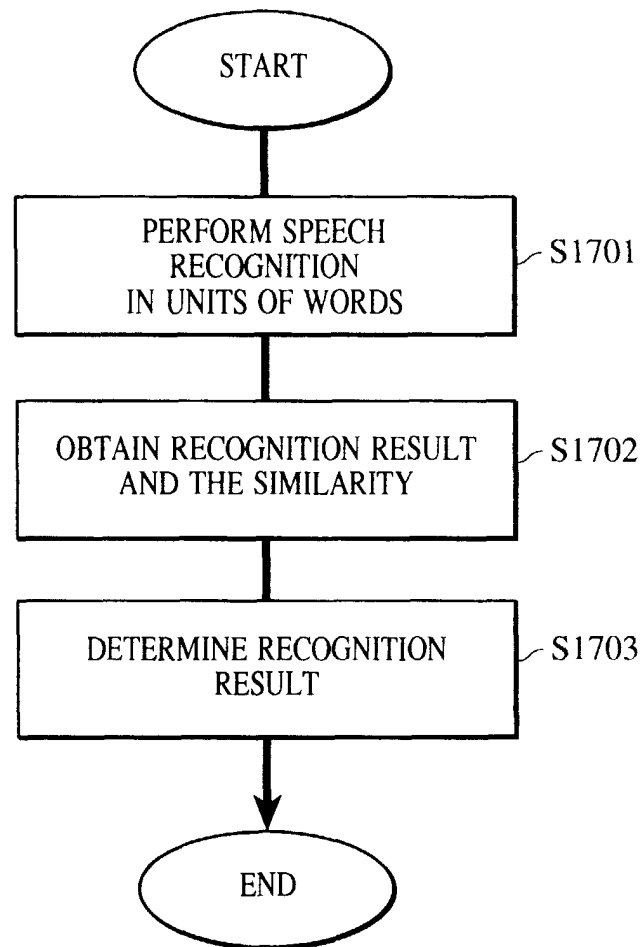 START
PERFORM SPEECH
RECOGNITION
IN UNITS OF WORDS
S1701
OBTAIN RECOGNITION RESULT
AND THE SIMILARITY
S1702
DETERMINE RECOGNITION
RESULT
S1703
END